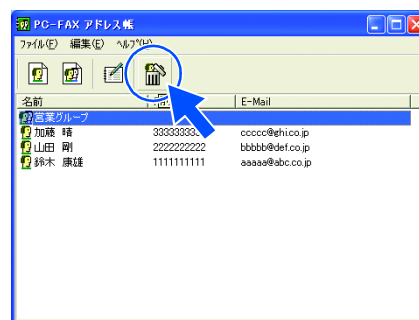 PC-FAX アドレス帳
ファイル(F) 編集(E) ヘルプ(H)
名前 E-Mail
営業グループ
加藤 晴 3333333333 ccccc@ghi.co.jp
山田 剛 2222222222 bbbbb@def.co.jp
鈴木 康雄 1111111111 aaaaa@abc.co.jp